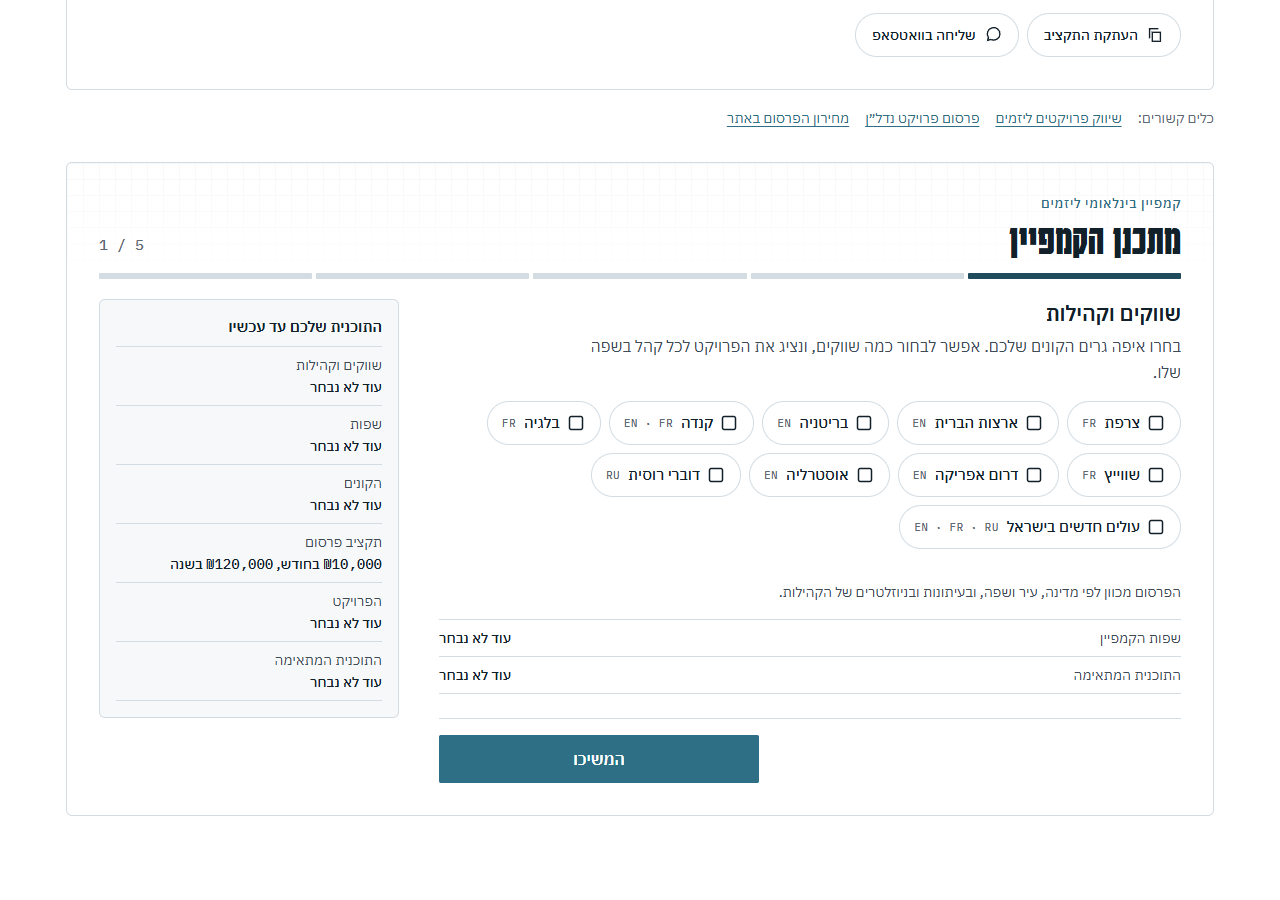 העתקת התקציב
שליחה בוואטסאפ
כלים קשורים: שיווק פרויקטים ליזמים פרסום פרויקט נדל״ן מחירון הפרסום באתר
קמפיין בינלאומי ליזמים
מתכנן הקמפיין
1 / 5
שווקים וקהילות
בחרו איפה גרים הקונים שלכם. אפשר לבחור כמה שווקים, ונציג את הפרויקט לכל קהל בשפה
שלו.
צרפת FR
ארצות הברית EN
בריטניה EN
קנדה EN · FR
בלגיה FR
שווייץ FR
דרום אפריקה EN
אוסטרליה EN
דוברי רוסית RU
עולים חדשים בישראל EN · FR · RU
הפרסום מכוון לפי מדינה, עיר ושפה, ובעיתונות ובניוזלטרים של הקהילות.
שפות הקמפיין עוד לא נבחר
התוכנית המתאימה עוד לא נבחר
המשיכו
התוכנית שלכם עד עכשיו
שווקים וקהילות
עוד לא נבחר
שפות
עוד לא נבחר
הקונים
עוד לא נבחר
תקציב פרסום
₪10,000 בחודש, ₪120,000 בשנה
הפרויקט
עוד לא נבחר
התוכנית המתאימה
עוד לא נבחר